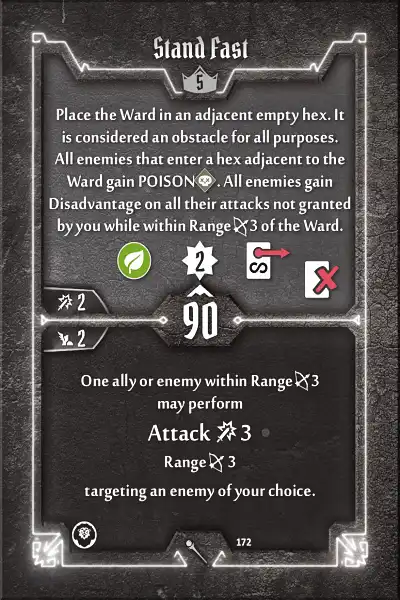 Stand Fast
5
Place the Ward in an adjacent empty hex. It
is considered an obstacle for all purposes.
All enemies that enter a hex adjacent to the
Ward gain POISON. All enemies gain
Disadvantage on all their attacks not granted
by you while within Range 3 of the Ward.
2
2
90
2
One ally or enemy within Range 3
may perform
Attack 3
Range 3
targeting an enemy of your choice.
172